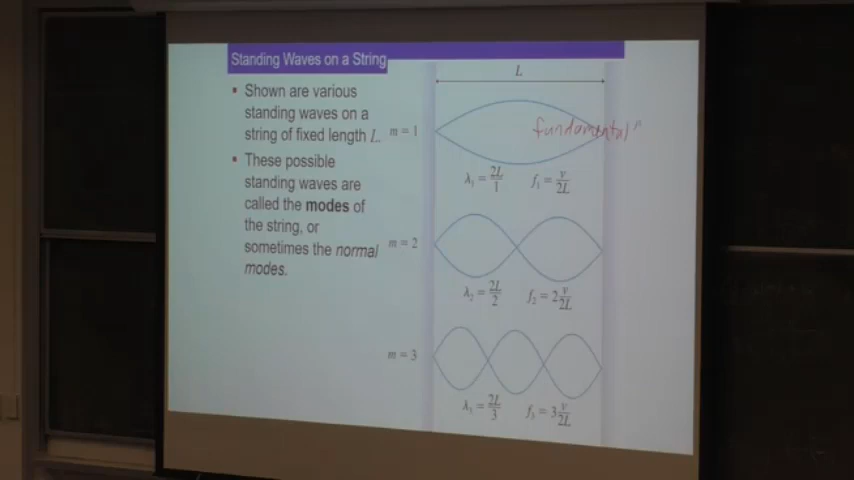 Standing Waves on a String
▪ Shown are various
standing waves on a
string of fixed length L.
▪ These possible
standing waves are
called the modes of
the string, or
sometimes the normal
modes.
L
m = 1
fundamental
λ₁ = 2L/1 f₁ = v/2L
m = 2
λ₂ = 2L/2 f₂ = 2 v/2L
m = 3
λ₃ = 2L/3 f₃ = 3 v/2L